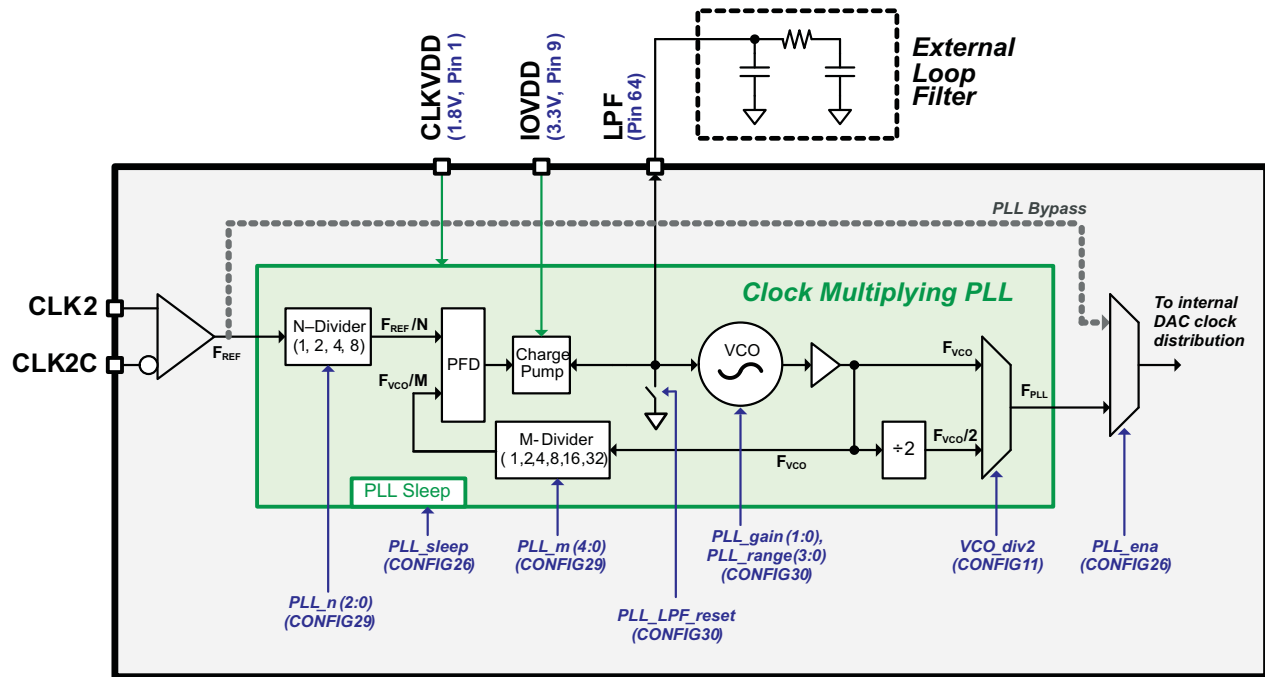 External
Loop
Filter
CLKVDD
(1.8V, Pin 1)
IOVDD
(3.3V, Pin 9)
LPF
(Pin 64)
PLL Bypass
Clock Multiplying PLL
To internal
DAC clock
distribution
CLK2
CLK2C
FREF
N–Divider
(1, 2, 4, 8)
FREF/N
FVCO/M
PFD
Charge
Pump
VCO
FVCO
FPLL
M- Divider
( 1,2,4,8,16,32)
FVCO
÷2
FVCO/2
PLL Sleep
PLL_sleep
(CONFIG26)
PLL_m (4:0)
(CONFIG29)
PLL_gain (1:0),
PLL_range (3:0)
(CONFIG30)
VCO_div2
(CONFIG11)
PLL_ena
(CONFIG26)
PLL_n (2:0)
(CONFIG29)
PLL_LPF_reset
(CONFIG30)